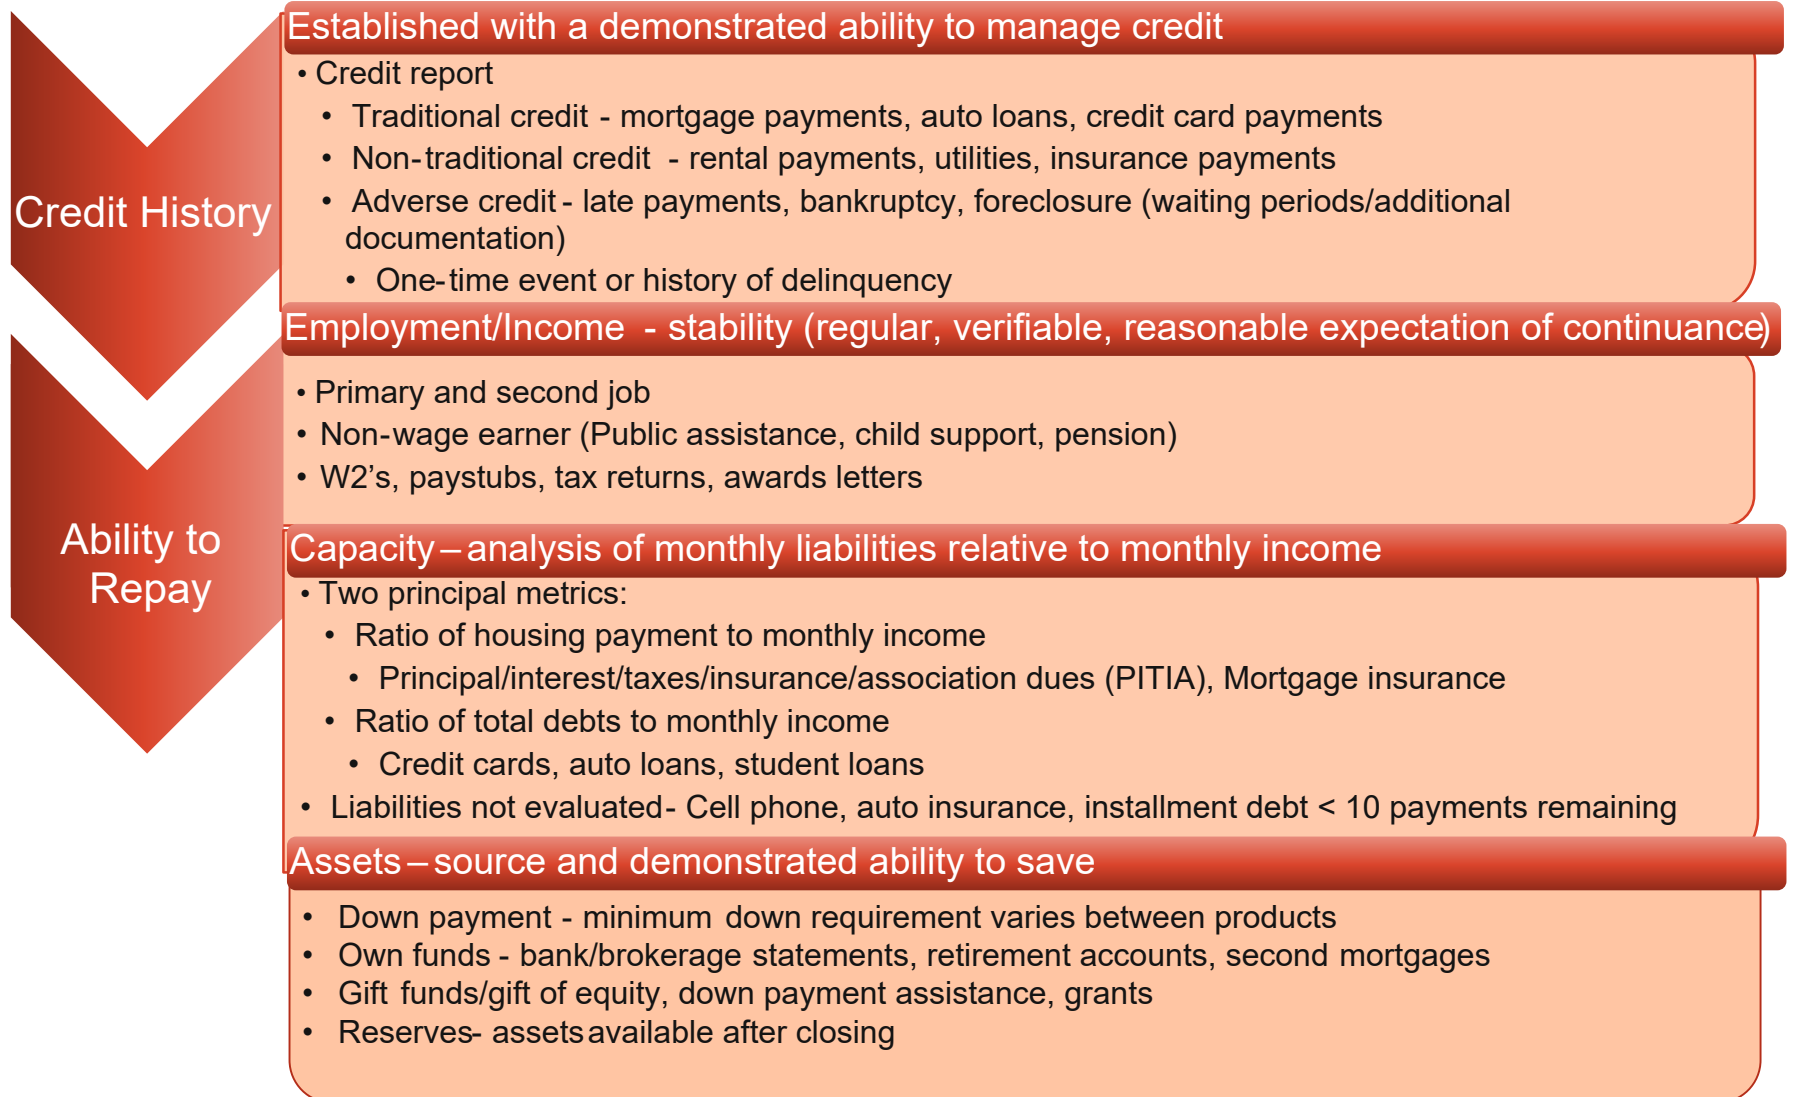 Credit History
Established with a demonstrated ability to manage credit
• Credit report
• Traditional credit - mortgage payments, auto loans, credit card payments
• Non-traditional credit - rental payments, utilities, insurance payments
• Adverse credit - late payments, bankruptcy, foreclosure (waiting periods/additional
documentation)
• One-time event or history of delinquency
Ability to
Repay
Employment/Income - stability (regular, verifiable, reasonable expectation of continuance)
• Primary and second job
• Non-wage earner (Public assistance, child support, pension)
• W2’s, paystubs, tax returns, awards letters
Capacity – analysis of monthly liabilities relative to monthly income
• Two principal metrics:
• Ratio of housing payment to monthly income
• Principal/interest/taxes/insurance/association dues (PITIA), Mortgage insurance
• Ratio of total debts to monthly income
• Credit cards, auto loans, student loans
• Liabilities not evaluated- Cell phone, auto insurance, installment debt < 10 payments remaining
Assets – source and demonstrated ability to save
• Down payment - minimum down requirement varies between products
• Own funds - bank/brokerage statements, retirement accounts, second mortgages
• Gift funds/gift of equity, down payment assistance, grants
• Reserves- assets available after closing